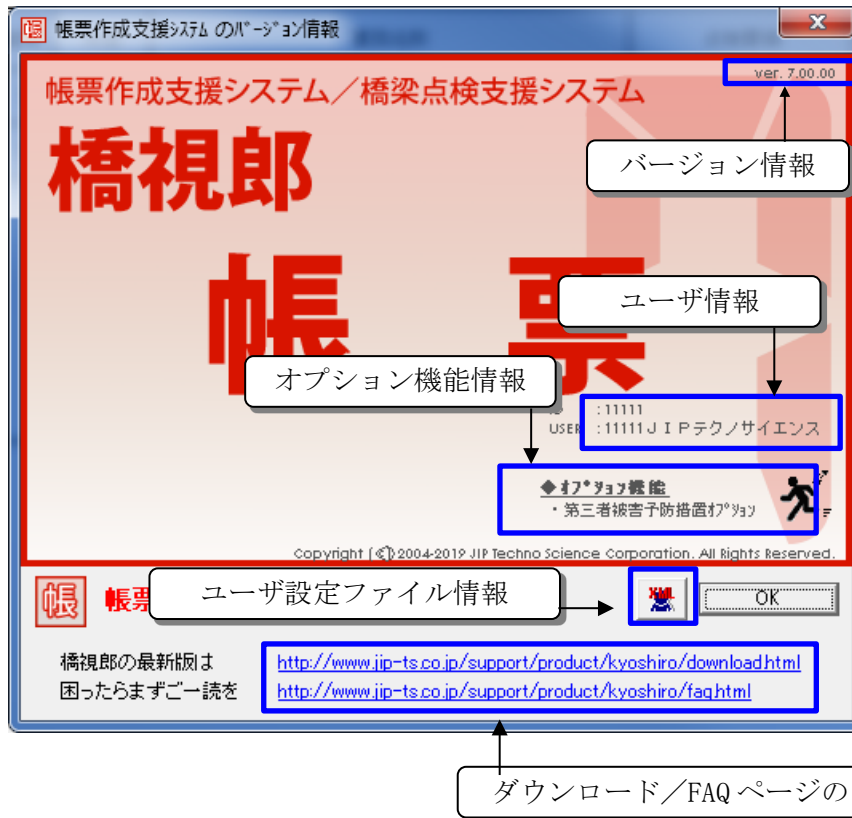 帳 帳票作成支援ｼｽﾃﾑ のﾊﾞｰｼﾞｮﾝ情報
帳票作成支援システム／橋梁点検支援システム
ver. 7.00.00
橋視郎
バージョン情報
帳 票
ユーザ情報
オプション機能情報
:11111
USER :11111ＪＩＰテクノサイエンス
◆ｵﾌﾟｼｮﾝ機能
・第三者被害予防措置ｵﾌﾟｼｮﾝ
Copyright (C) 2004-2019 JIP Techno Science Corporation. All Rights Reserved.
帳 帳票
ユーザ設定ファイル情報
XML
OK
橋視郎の最新版は http://www.jip-ts.co.jp/support/product/kyoshiro/download.html
困ったらまずご一読を http://www.jip-ts.co.jp/support/product/kyoshiro/faq.html
ダウンロード／FAQ ページの